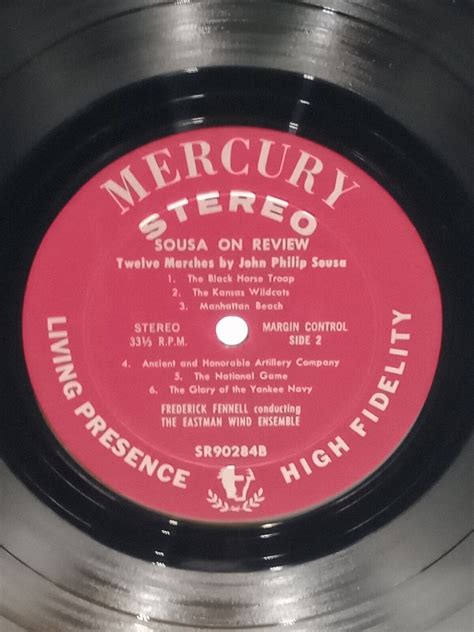 MERCURY
STEREO
SOUSA ON REVIEW
Twelve Marches by John Philip Sousa
1. The Black Horse Troop
2. The Kansas Wildcats
3. Manhattan Beach
STEREO MARGIN CONTROL
33⅓ R.P.M. SIDE 2
4. Ancient and Honorable Artillery Company
5. The National Game
6. The Glory of the Yankee Navy
FREDERICK FENNELL conducting
THE EASTMAN WIND ENSEMBLE
SR90284B
LIVING PRESENCE
HIGH FIDELITY